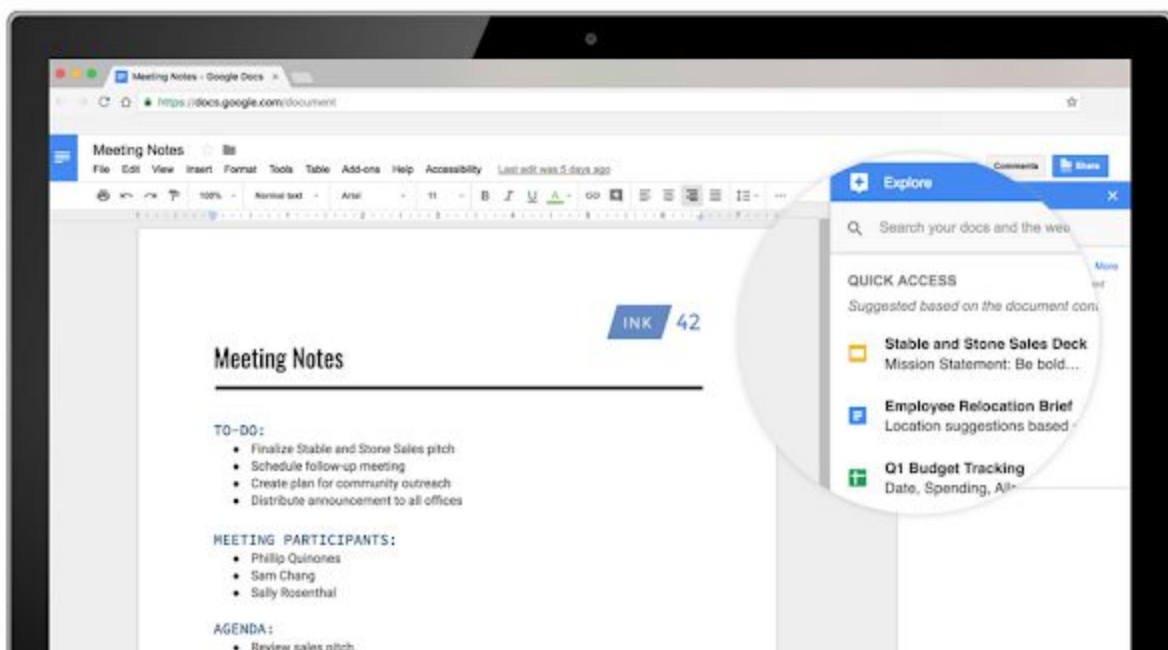 Meeting Notes - Google Docs
https://docs.google.com/document
Meeting Notes
File Edit View Insert Format Tools Table Add-ons Help Accessibility Last edit was 5 days ago
Comments
Share
100% Normal text Arial 11 B I U A
Explore
Search your docs and the web
More
QUICK ACCESS
Suggested based on the document
Stable and Stone Sales Deck
Mission Statement: Be bold...
Employee Relocation Brief
Location suggestions based
Q1 Budget Tracking
Date, Spending,
INK 42
Meeting Notes
TO-DO:
Finalize Stable and Stone Sales pitch
Schedule follow-up meeting
Create plan for community outreach
Distribute announcement to all offices
MEETING PARTICIPANTS:
Phillip Quinones
Sam Chang
Sally Rosenthal
AGENDA:
Review sales pitch